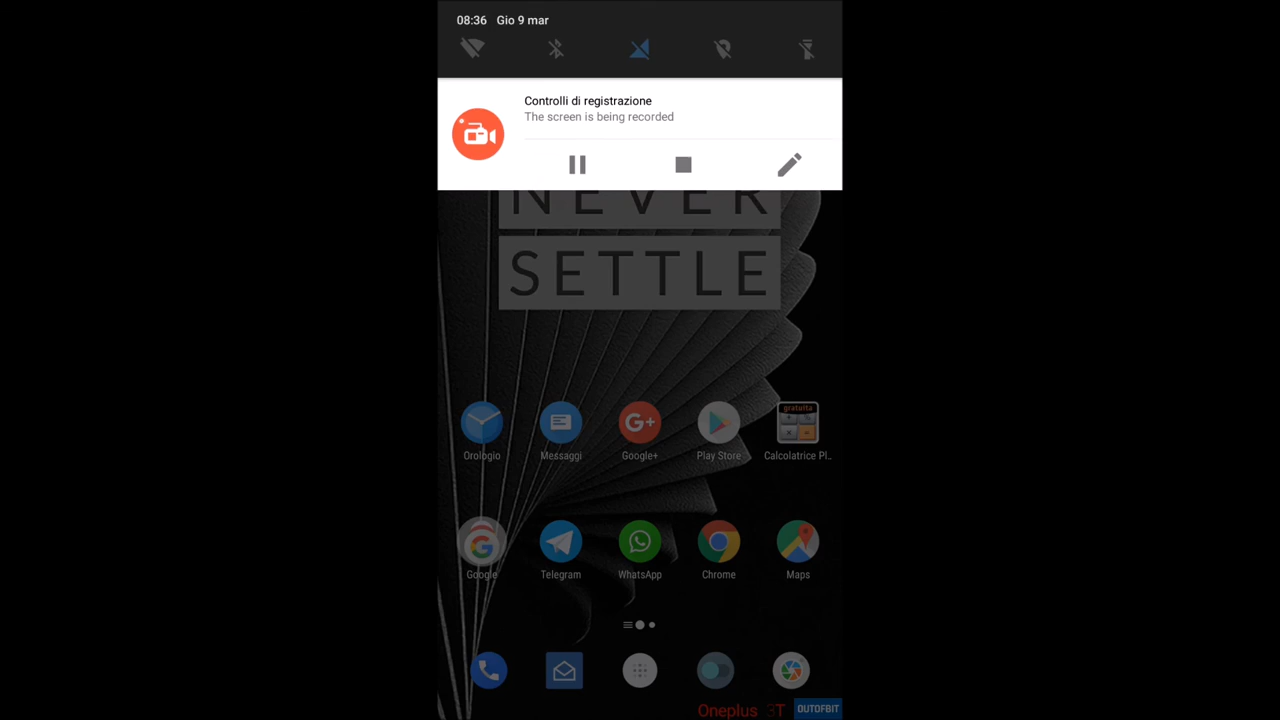 08:36 Gio 9 mar
Controlli di registrazione
The screen is being recorded
NEVER
SETTLE
gratuita
Orologio Messaggi Google+ Play Store Calcolatrice Pl..
Google Telegram WhatsApp Chrome Maps
Oneplus 3T OUTOFBIT